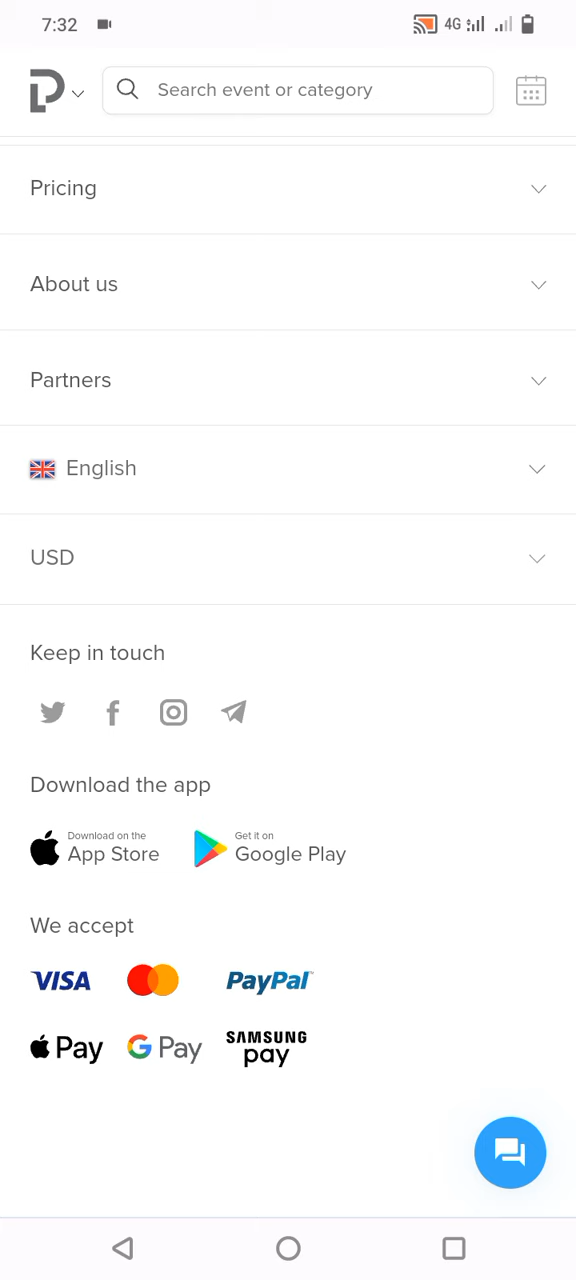 7:32
4G
Search event or category
Pricing
About us
Partners
English
USD
Keep in touch
Download the app
Download on the
App Store
Get it on
Google Play
We accept
VISA
PayPal
Pay
G Pay
SAMSUNG
pay